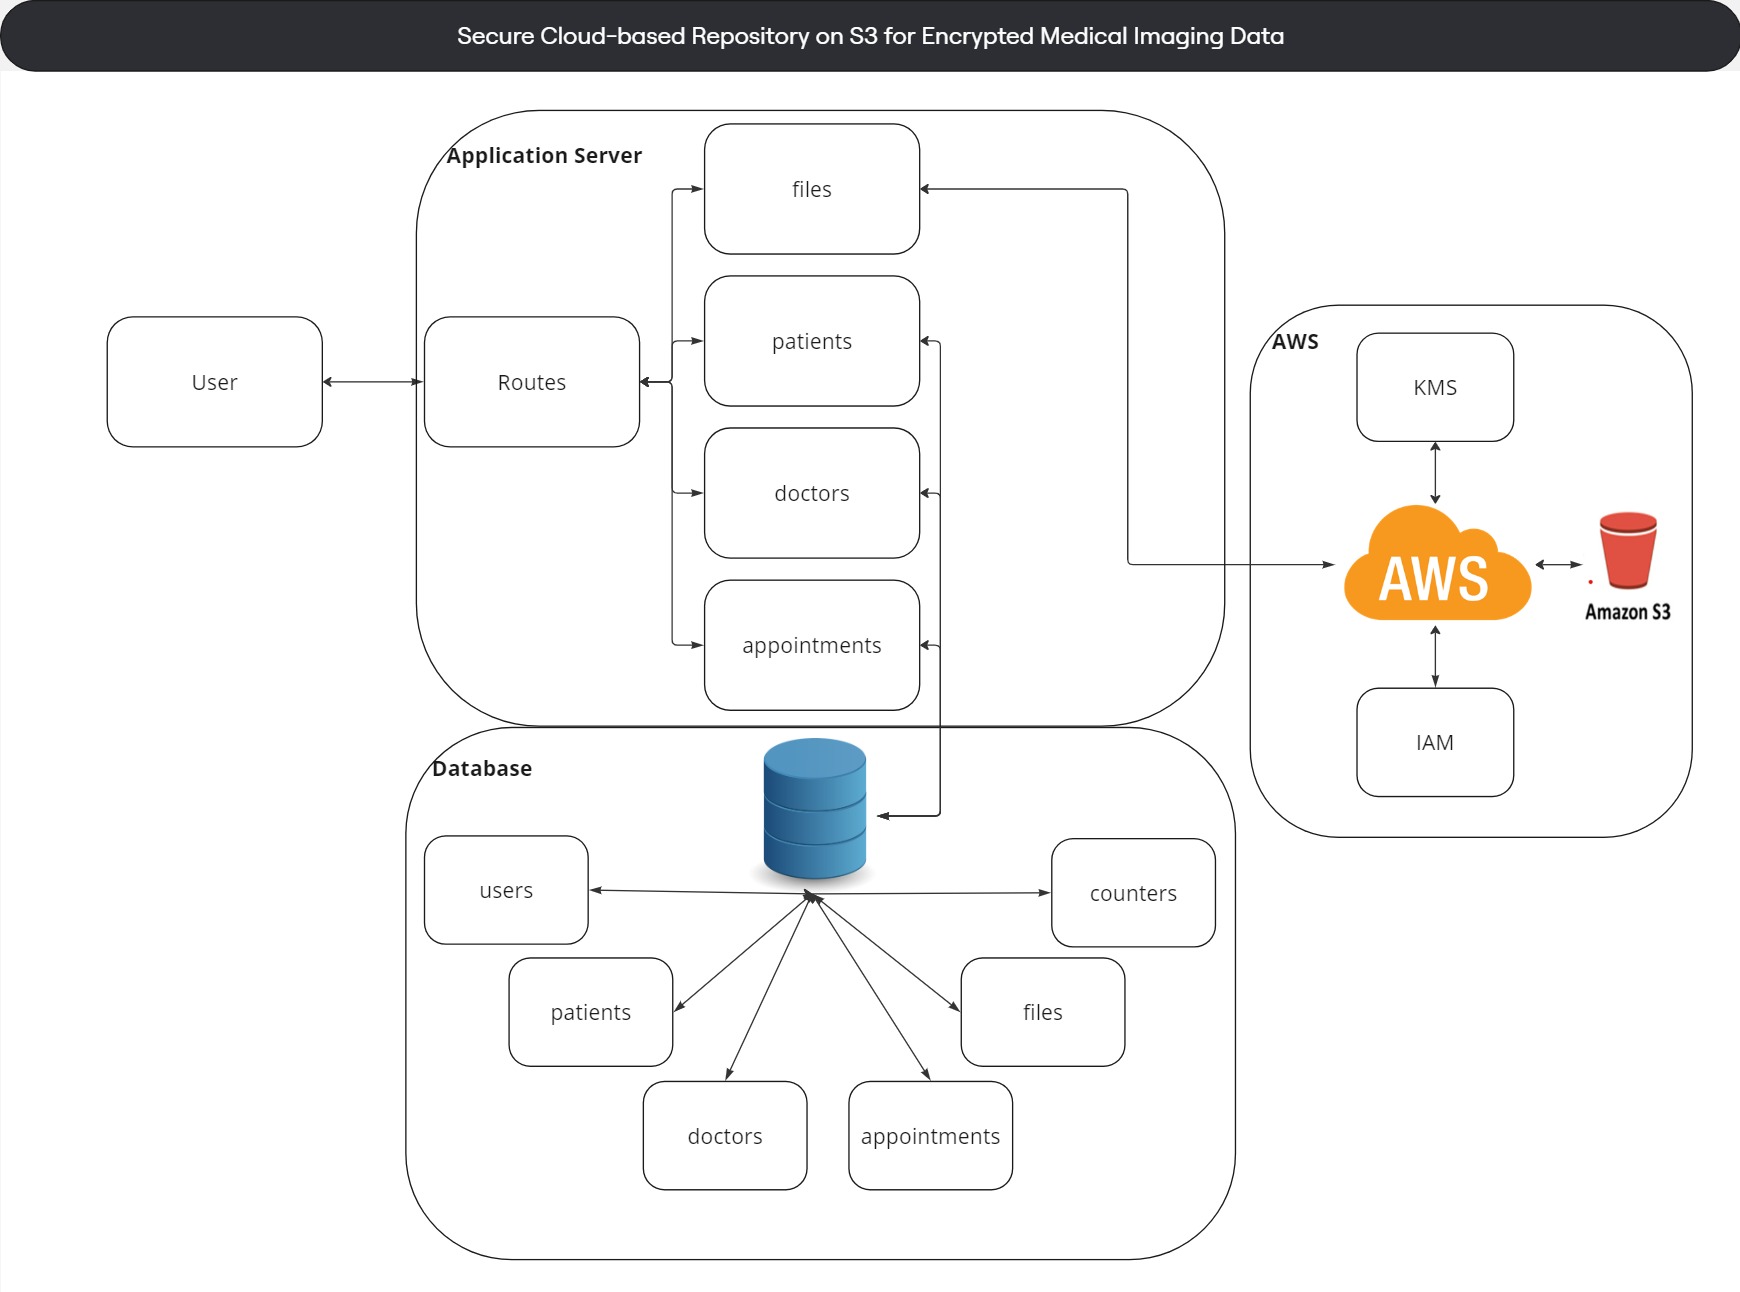 Secure Cloud-based Repository on S3 for Encrypted Medical Imaging Data
Application Server
files
patients
User
Routes
doctors
appointments
AWS
KMS
AWS
Amazon S3
IAM
Database
users
counters
patients
files
doctors
appointments